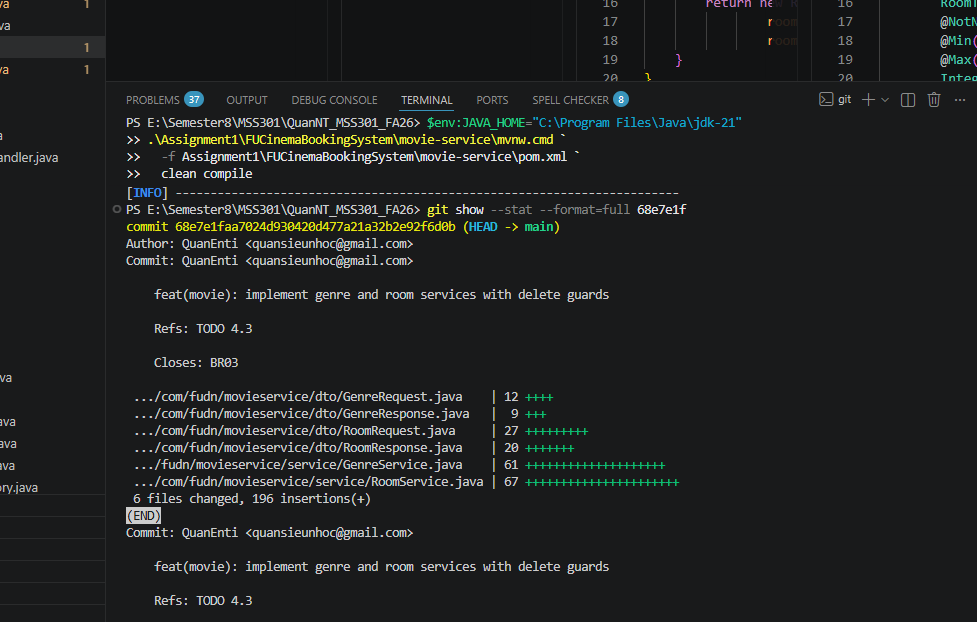 va
1
va
1
va
1
a
andler.java
va
ava
ava
ava
ory.java
16 return new R
17 room
18 room
19 }
20 }
16 RoomT
17 @NotN
18 @Min(
19 @Max(
20 Integ
PROBLEMS 37 OUTPUT DEBUG CONSOLE TERMINAL PORTS SPELL CHECKER 8 git
PS E:\Semester8\MSS301\QuanNT_MSS301_FA26> $env:JAVA_HOME="C:\Program Files\Java\jdk-21"
>> .\Assignment1\FUCinemaBookingSystem\movie-service\mvnw.cmd `
>>   -f Assignment1\FUCinemaBookingSystem\movie-service\pom.xml `
>>   clean compile
[INFO] ------------------------------------------------------------------------
PS E:\Semester8\MSS301\QuanNT_MSS301_FA26> git show --stat --format=full 68e7e1f
commit 68e7e1faa7024d930420d477a21a32b2e92f6d0b (HEAD -> main)
Author: QuanEnti <quansieunhoc@gmail.com>
Commit: QuanEnti <quansieunhoc@gmail.com>
feat(movie): implement genre and room services with delete guards
Refs: TODO 4.3
Closes: BR03
.../com/fudn/movieservice/dto/GenreRequest.java | 12 ++++
.../com/fudn/movieservice/dto/GenreResponse.java | 9 +++
.../com/fudn/movieservice/dto/RoomRequest.java | 27 +++++++++
.../com/fudn/movieservice/dto/RoomResponse.java | 20 +++++++
.../fudn/movieservice/service/GenreService.java | 61 ++++++++++++++++++++
.../com/fudn/movieservice/service/RoomService.java | 67 ++++++++++++++++++++++
6 files changed, 196 insertions(+)
(END)
Commit: QuanEnti <quansieunhoc@gmail.com>
feat(movie): implement genre and room services with delete guards
Refs: TODO 4.3